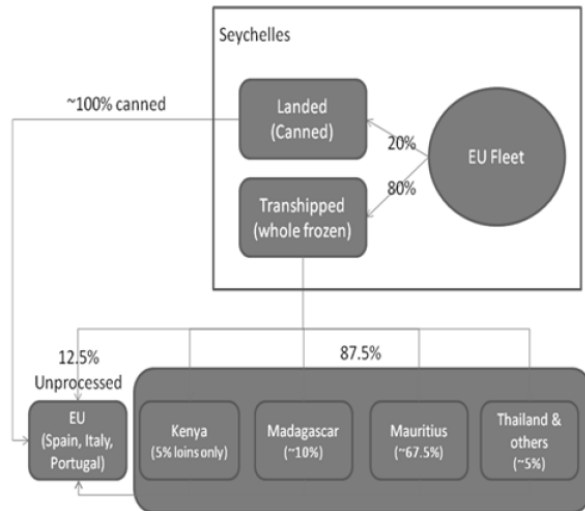 Seychelles
~100% canned
Landed
(Canned)
20%
EU Fleet
80%
Transhipped
(whole frozen)
12.5%
Unprocessed
87.5%
EU
(Spain, Italy,
Portugal)
Kenya
(5% loins only)
Madagascar
(~10%)
Mauritius
(~67.5%)
Thailand &
others
(~5%)